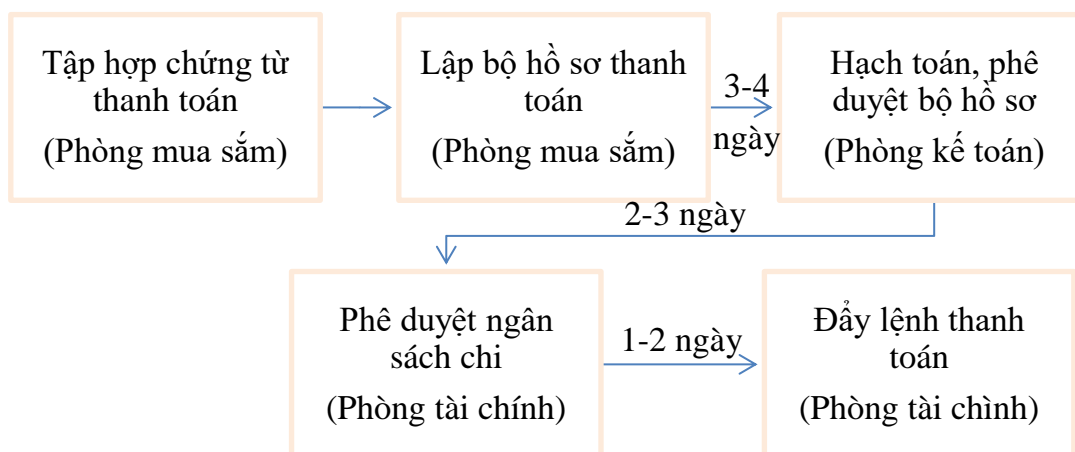 Tập hợp chứng từ
thanh toán
(Phòng mua sắm)
Lập bộ hồ sơ thanh
toán
(Phòng mua sắm)
3-4
ngày
Hạch toán, phê
duyệt bộ hồ sơ
(Phòng kế toán)
2-3 ngày
Phê duyệt ngân
sách chi
(Phòng tài chính)
1-2 ngày
Đẩy lệnh thanh
toán
(Phòng tài chình)